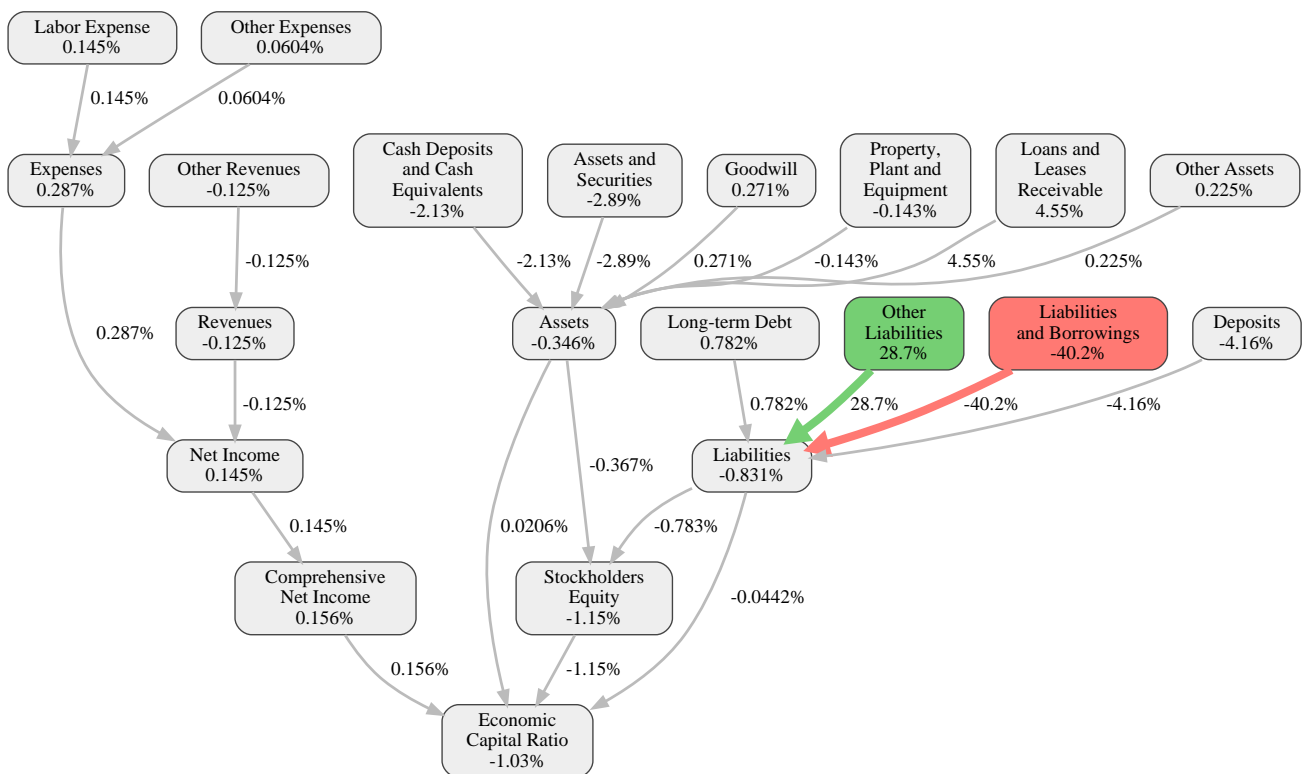 Labor Expense
0.145%
Other Expenses
0.0604%
0.145%
0.0604%
Expenses
0.287%
Other Revenues
-0.125%
Cash Deposits
and Cash
Equivalents
-2.13%
Assets and
Securities
-2.89%
Goodwill
0.271%
Property,
Plant and
Equipment
-0.143%
Loans and
Leases
Receivable
4.55%
Other Assets
0.225%
-0.125%
-2.13%
-2.89%
0.271%
-0.143%
4.55%
0.225%
0.287%
Revenues
-0.125%
Assets
-0.346%
Long-term Debt
0.782%
Other
Liabilities
28.7%
Liabilities
and Borrowings
-40.2%
Deposits
-4.16%
-0.125%
0.782%
28.7%
-40.2%
-4.16%
Net Income
0.145%
-0.367%
Liabilities
-0.831%
0.145%
0.0206%
-0.783%
Comprehensive
Net Income
0.156%
Stockholders
Equity
-1.15%
-0.0442%
0.156%
-1.15%
Economic
Capital Ratio
-1.03%